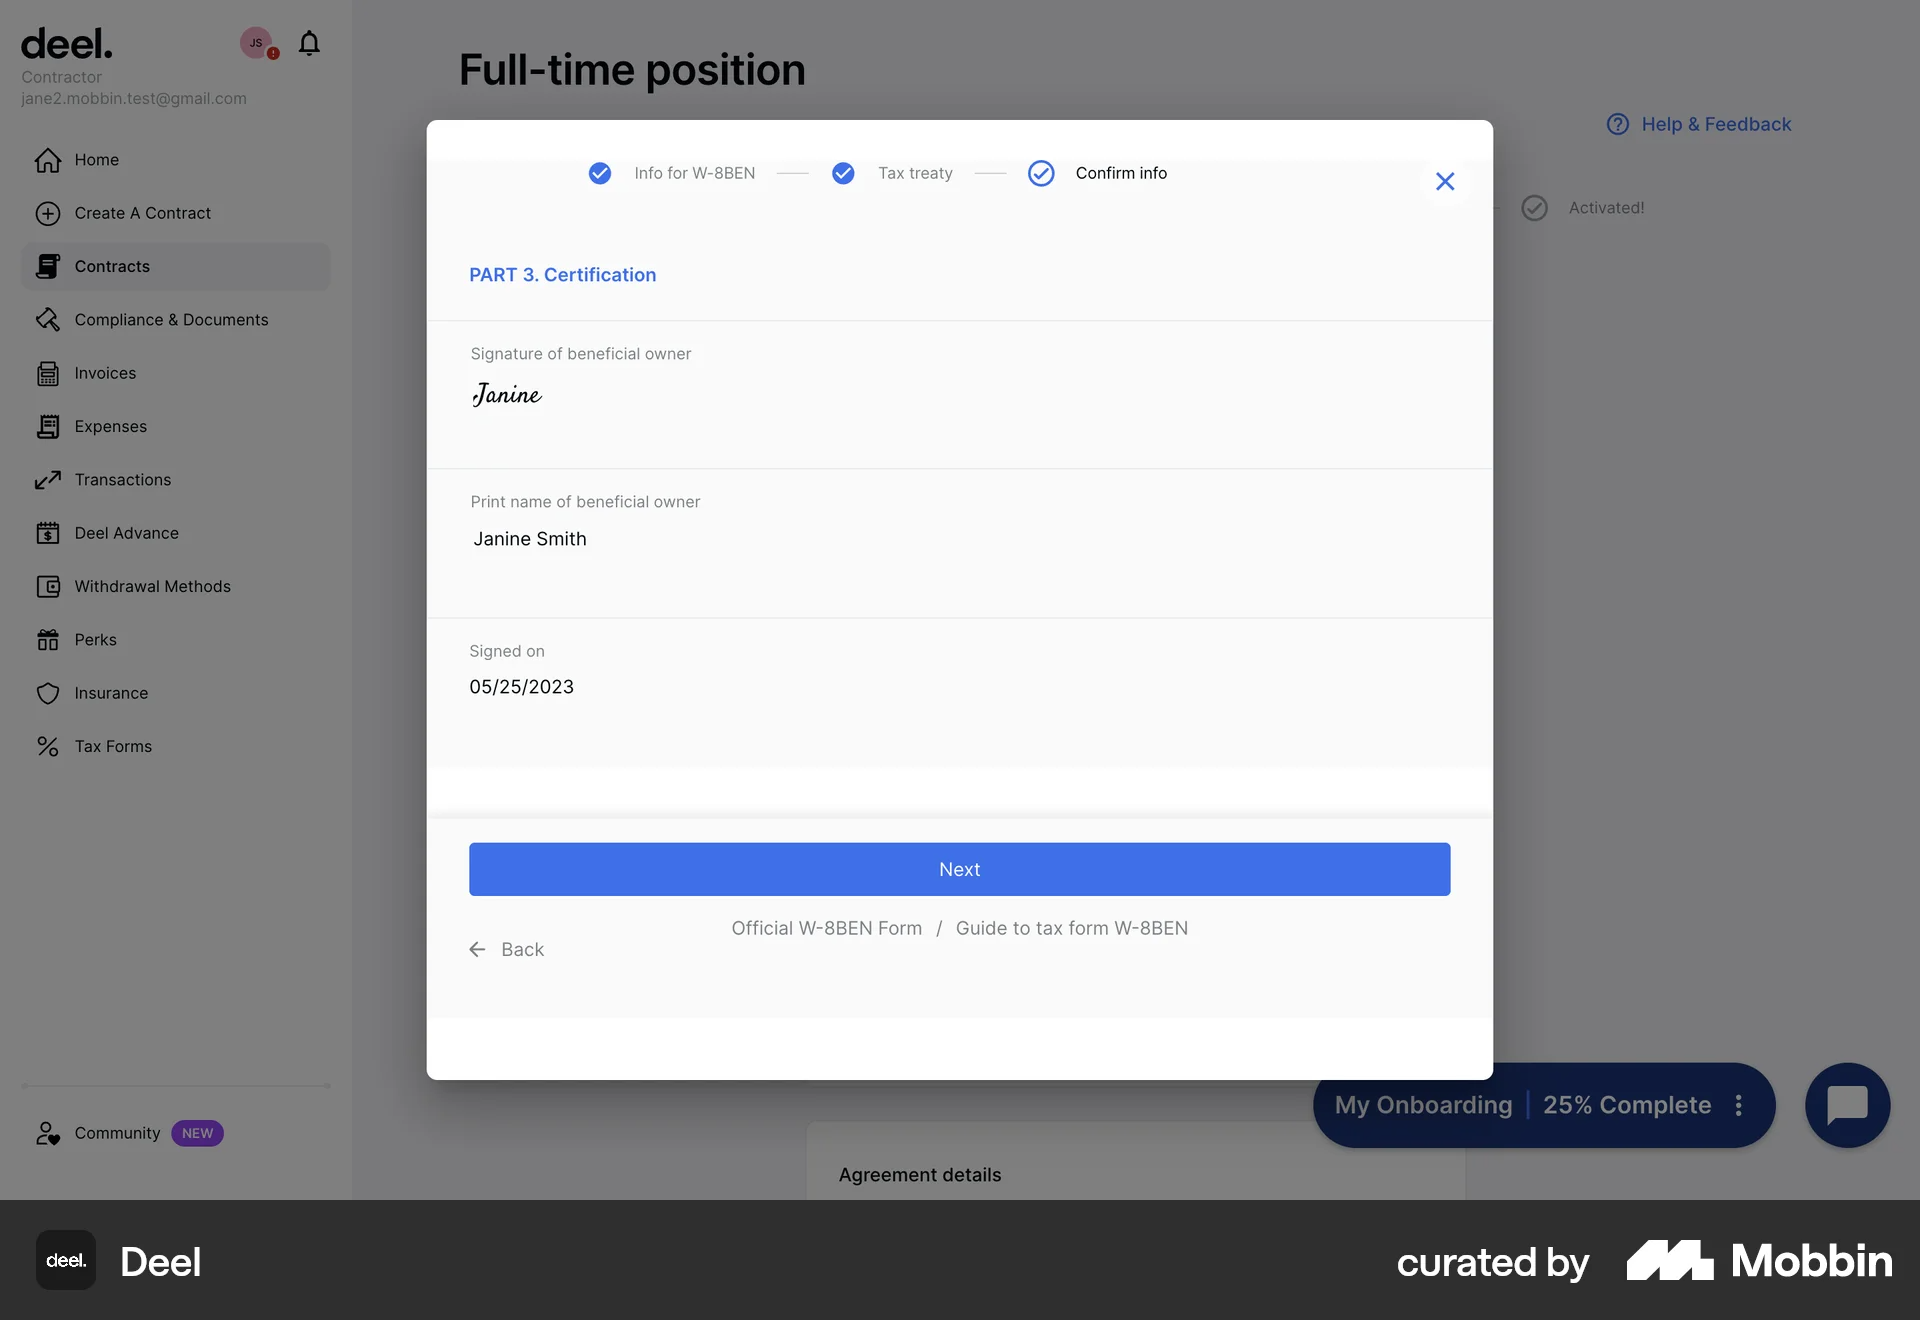 deel.
JS
Contractor
jane2.mobbin.test@gmail.com
Home
Create A Contract
Contracts
Compliance & Documents
Invoices
Expenses
Transactions
Deel Advance
Withdrawal Methods
Perks
Insurance
Tax Forms
Community NEW
Full-time position
Help & Feedback
Activated!
Info for W-8BEN Tax treaty Confirm info
PART 3. Certification
Signature of beneficial owner
Janine
Print name of beneficial owner
Janine Smith
Signed on
05/25/2023
Next
Official W-8BEN Form / Guide to tax form W-8BEN
Back
My Onboarding | 25% Complete
Agreement details
deel. Deel
curated by Mobbin